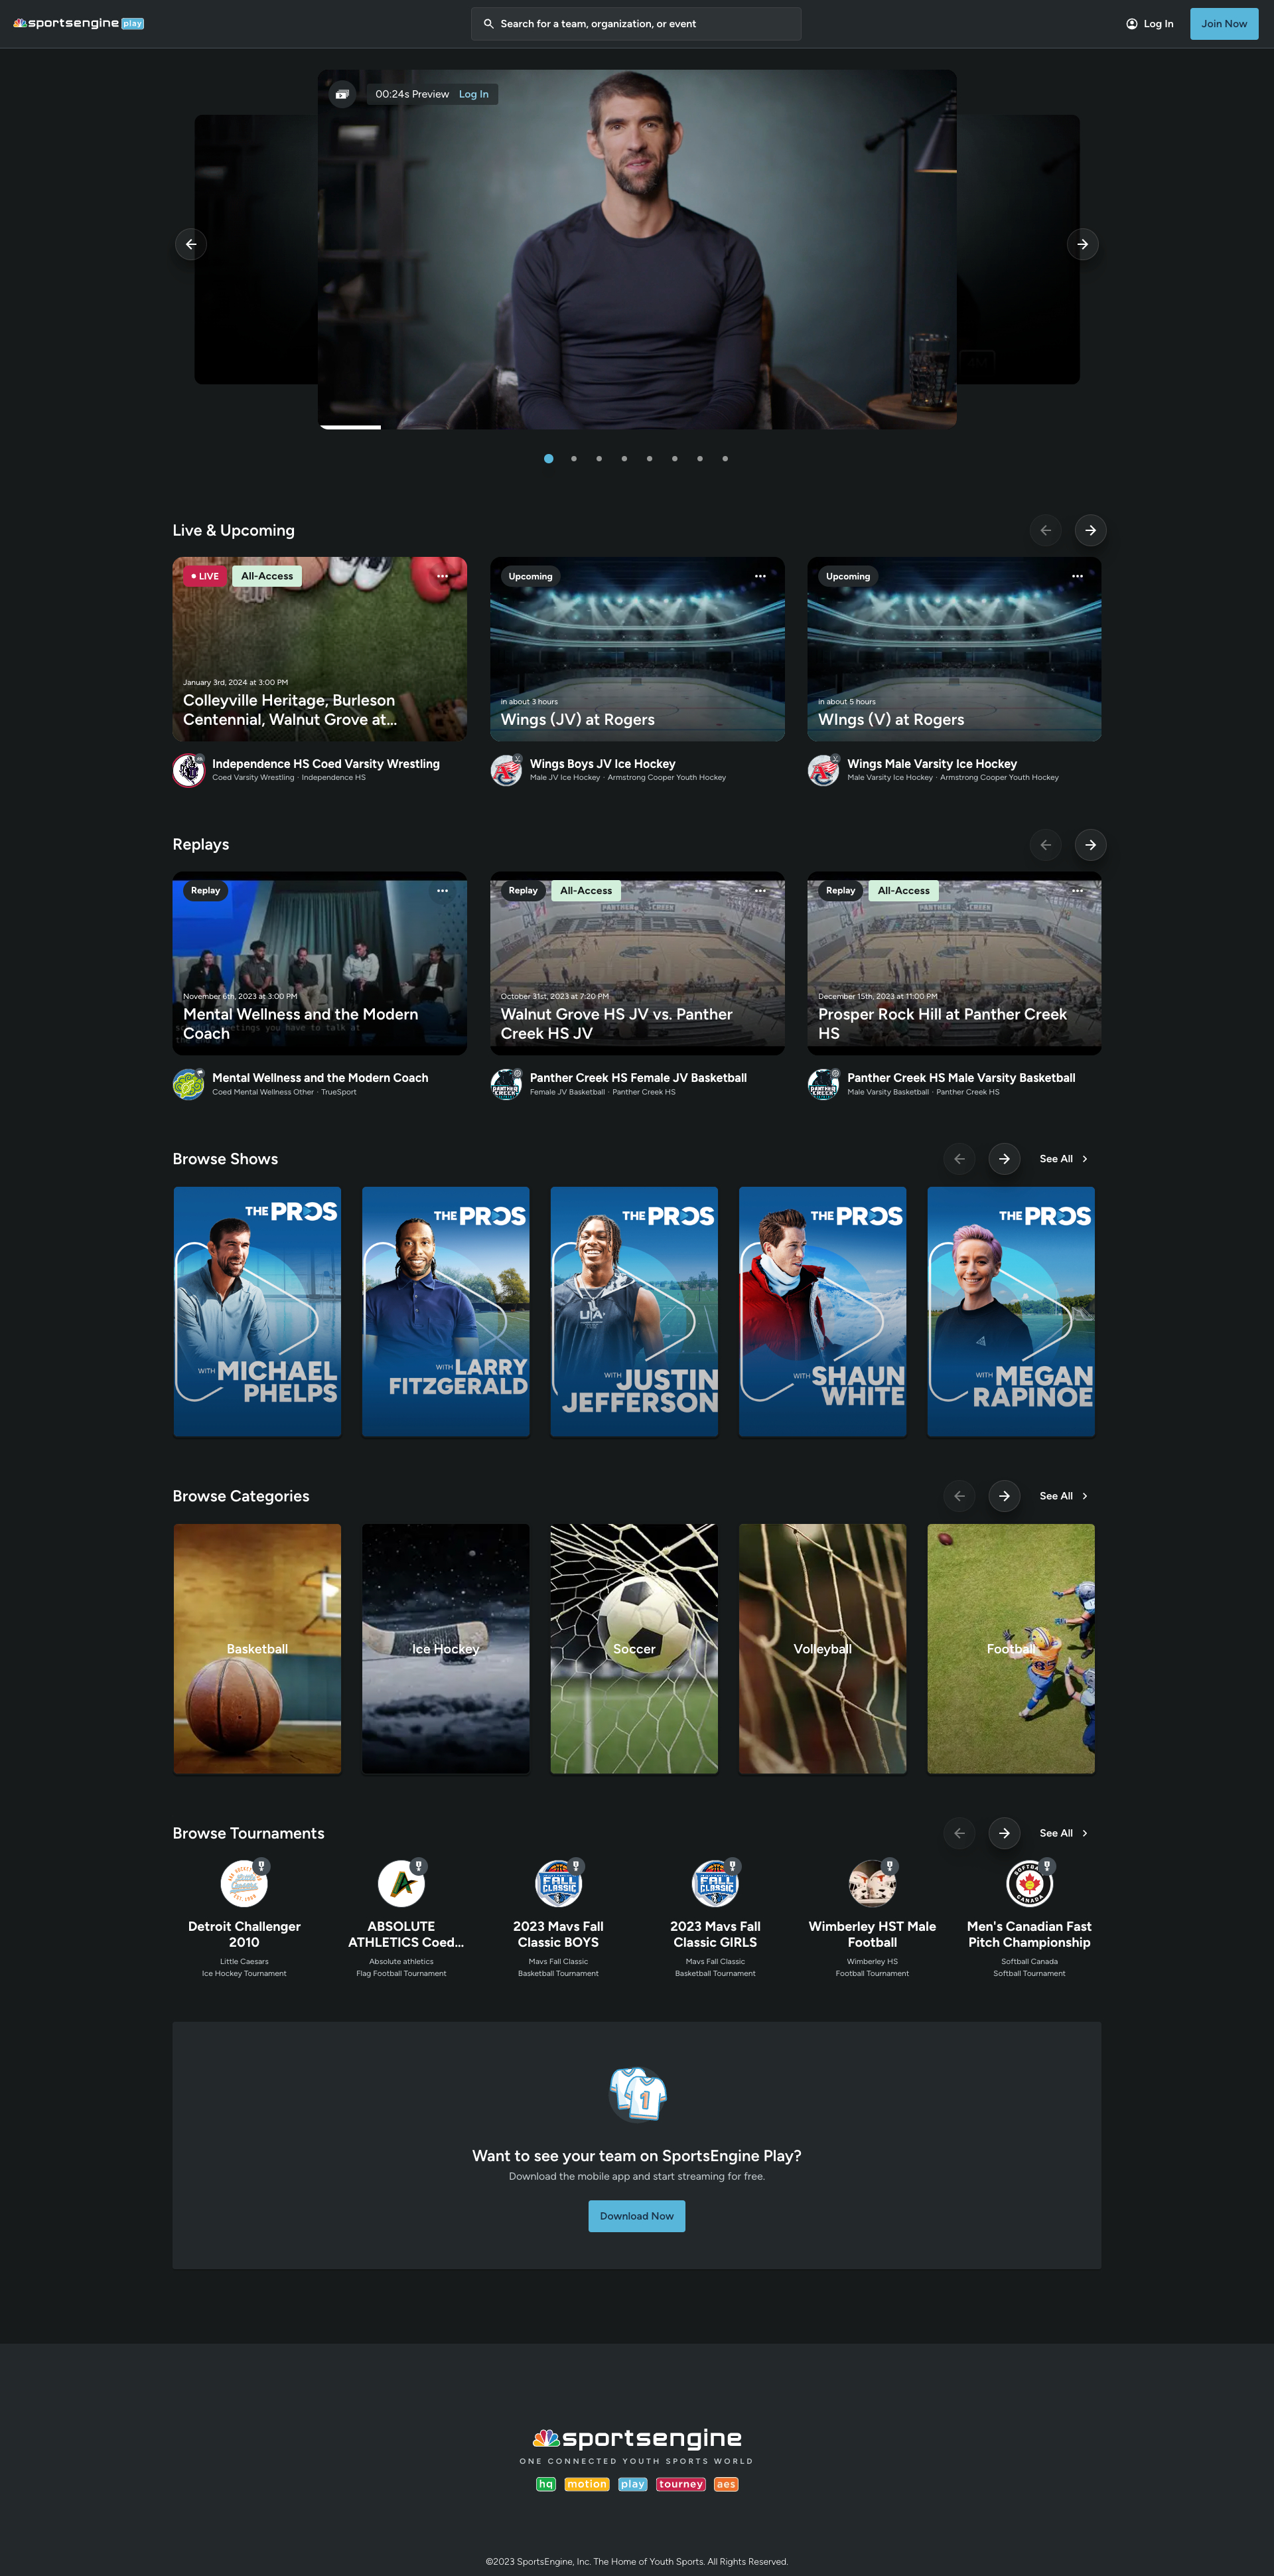 sportsengine play
Search for a team, organization, or event
Log In
Join Now
00:24s Preview Log In
Live & Upcoming
LIVE
All-Access
January 3rd, 2024 at 3:00 PM
Colleyville Heritage, Burleson
Centennial, Walnut Grove at...
Independence HS Coed Varsity Wrestling
Coed Varsity Wrestling · Independence HS
Upcoming
in about 3 hours
Wings (JV) at Rogers
Wings Boys JV Ice Hockey
Male JV Ice Hockey · Armstrong Cooper Youth Hockey
Upcoming
in about 5 hours
WIngs (V) at Rogers
Wings Male Varsity Ice Hockey
Male Varsity Ice Hockey · Armstrong Cooper Youth Hockey
Replays
Replay
November 6th, 2023 at 3:00 PM
Mental Wellness and the Modern
Coach
Mental Wellness and the Modern Coach
Coed Mental Wellness Other · TrueSport
Replay
All-Access
PANTHER CREEK
October 31st, 2023 at 7:20 PM
Walnut Grove HS JV vs. Panther
Creek HS JV
Panther Creek HS Female JV Basketball
Female JV Basketball · Panther Creek HS
Replay
All-Access
PANTHER CREEK
December 15th, 2023 at 11:00 PM
Prosper Rock Hill at Panther Creek
HS
Panther Creek HS Male Varsity Basketball
Male Varsity Basketball · Panther Creek HS
Browse Shows
See All
THE PROS
WITH MICHAEL
PHELPS
THE PROS
WITH LARRY
FITZGERALD
THE PROS
UA
WITH JUSTIN
JEFFERSON
THE PROS
WITH SHAUN
WHITE
THE PROS
WITH MEGAN
RAPINOE
Browse Categories
See All
Basketball
Ice Hockey
Soccer
Volleyball
Football
Browse Tournaments
See All
Detroit Challenger
2010
Little Caesars
Ice Hockey Tournament
ABSOLUTE
ATHLETICS Coed...
Absolute athletics
Flag Football Tournament
FALL
CLASSIC
2023 Mavs Fall
Classic BOYS
Mavs Fall Classic
Basketball Tournament
FALL
CLASSIC
2023 Mavs Fall
Classic GIRLS
Mavs Fall Classic
Basketball Tournament
Wimberley HST Male
Football
Wimberley HS
Football Tournament
SOFTBALL
CANADA
Men's Canadian Fast
Pitch Championship
Softball Canada
Softball Tournament
1
Want to see your team on SportsEngine Play?
Download the mobile app and start streaming for free.
Download Now
sportsengine
ONE CONNECTED YOUTH SPORTS WORLD
hq motion play tourney aes
©2023 SportsEngine, Inc. The Home of Youth Sports. All Rights Reserved.